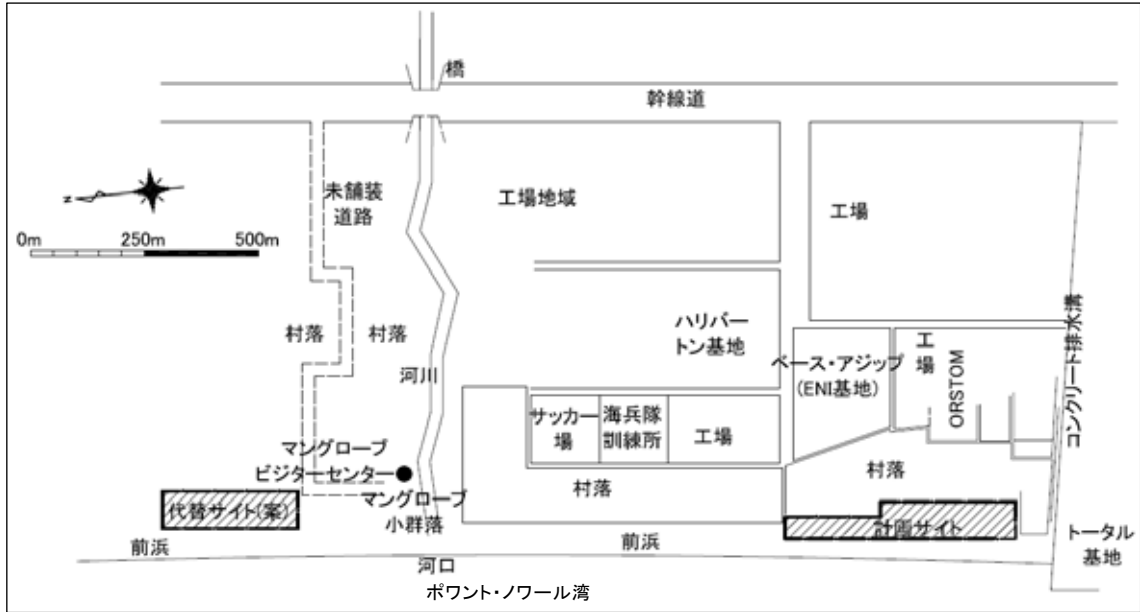 橋
幹線道
未舗装
道路
工場地域
工場
N
0m
250m
500m
村落
村落
河川
ハリバー
トン基地
ベース・アジップ
(ENI基地)
工
場
ORSTOM
コンクリート排水溝
サッカー
場
海兵隊
訓練所
工場
マングローブ
ビジターセンター
マングローブ
小群落
村落
村落
代替サイト(案)
計画サイト
前浜
前浜
河口
トータル
基地
ポワント・ノワール湾